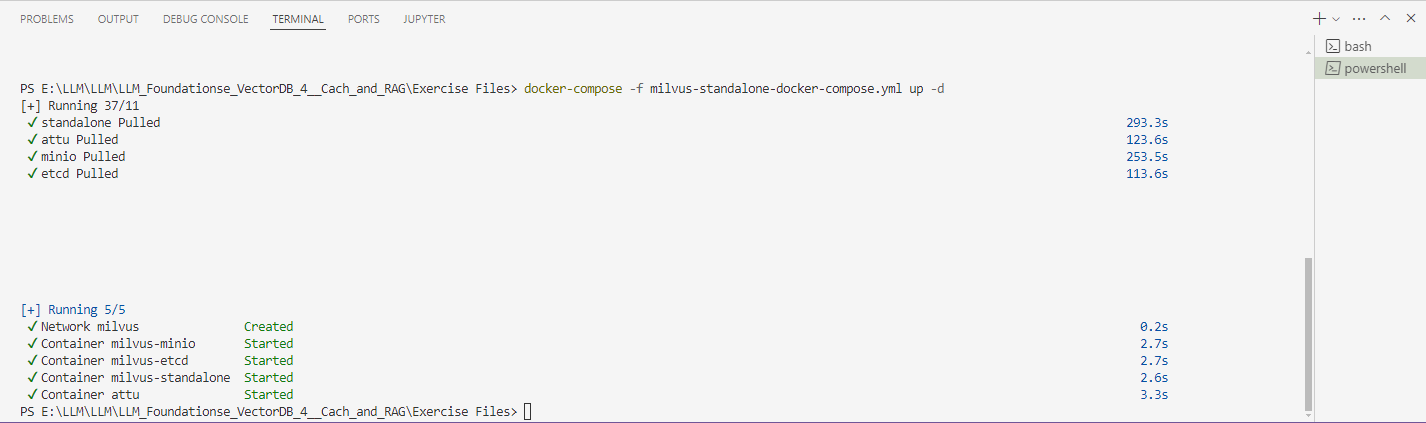 PROBLEMS OUTPUT DEBUG CONSOLE TERMINAL PORTS JUPYTER
bash
powershell
PS E:\LLM\LLM\LLM_Foundationse_VectorDB_4__Cach_and_RAG\Exercise Files> docker-compose -f milvus-standalone-docker-compose.yml up -d
[+] Running 37/11
✓ standalone Pulled 293.3s
✓ attu Pulled 123.6s
✓ minio Pulled 253.5s
✓ etcd Pulled 113.6s
[+] Running 5/5
✓ Network milvus Created 0.2s
✓ Container milvus-minio Started 2.7s
✓ Container milvus-etcd Started 2.7s
✓ Container milvus-standalone Started 2.6s
✓ Container attu Started 3.3s
PS E:\LLM\LLM\LLM_Foundationse_VectorDB_4__Cach_and_RAG\Exercise Files>